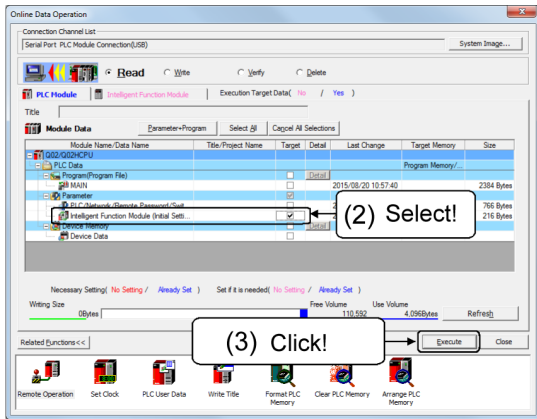 Online Data Operation
Connection Channel List
Serial Port PLC Module Connection(USB)
System Image...
Read Write Verify Delete
PLC Module Intelligent Function Module Execution Target Data( No / Yes )
Title
Module Data Parameter+Program Select All Cancel All Selections
Module Name/Data Name Title/Project Name Target Detail Last Change Target Memory Size
Q02/Q02HCPU
PLC Data Program Memory/...
Program(Program File) Detail
MAIN 2015/08/20 10:57:40 2384 Bytes
Parameter
PLC/Network/Remote Password/Swit... 766 Bytes
Intelligent Function Module (Initial Setti... 216 Bytes
(2) Select!
Device Memory Detail
Device Data
Necessary Setting( No Setting / Already Set ) Set if it is needed( No Setting / Already Set )
Writing Size Free Volume Use Volume
0Bytes 110,592 4,096Bytes Refresh
(3) Click!
Related Functions<< Execute Close
Remote Operation Set Clock PLC User Data Write Title Format PLC Memory Clear PLC Memory Arrange PLC Memory